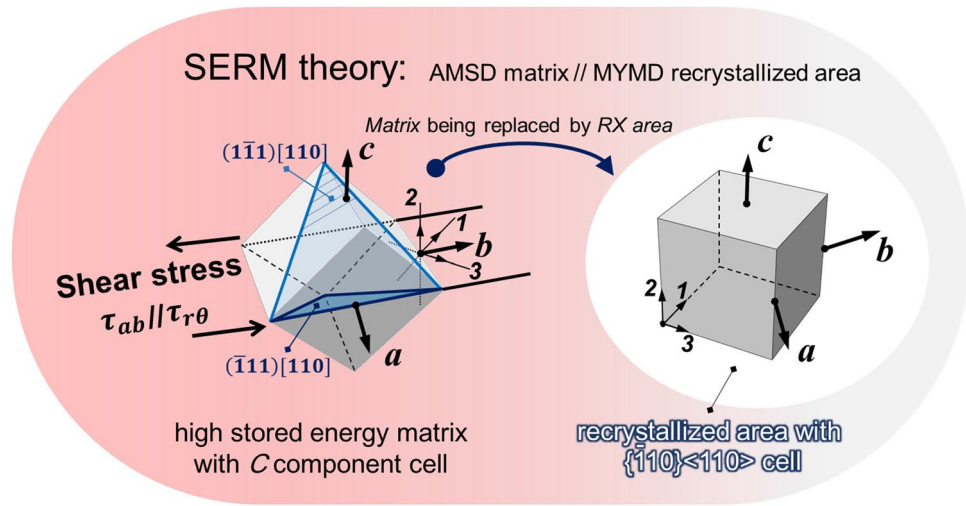 SERM theory: AMSD matrix // MYMD recrystallized area
Matrix being replaced by RX area
(11̅1)[110]
c
2
1
b
3
Shear stress
τab//τrθ
a
(1̅11)[110]
high stored energy matrix
with C component cell
c
b
2
1
3
a
recrystallized area with
{1̅10}<110> cell